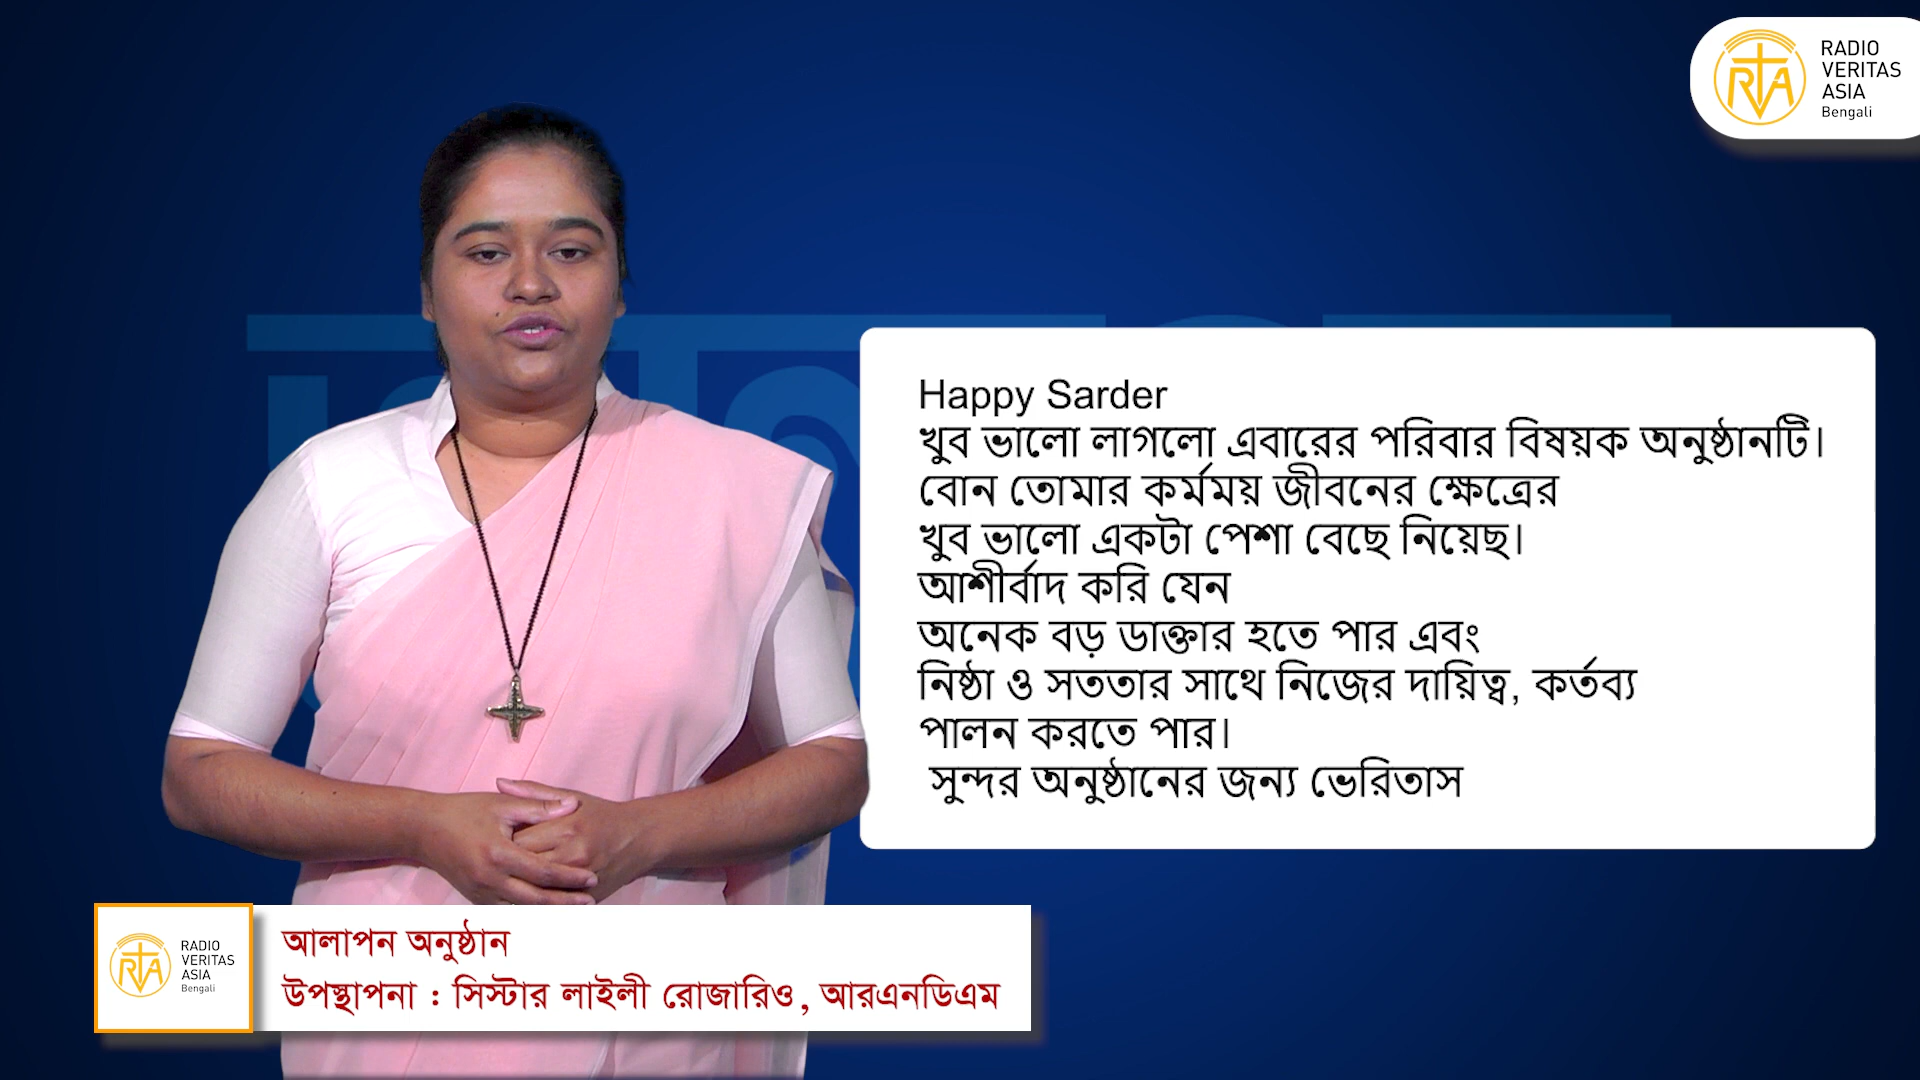 RADIO
VERITAS
ASIA
Bengali
Happy Sarder
খুব ভালো লাগলো এবারের পরিবার বিষয়ক অনুষ্ঠানটি।
বোন তোমার কর্মময় জীবনের ক্ষেত্রের
খুব ভালো একটা পেশা বেছে নিয়েছ।
আশীর্বাদ করি যেন
অনেক বড় ডাক্তার হতে পার এবং
নিষ্ঠা ও সততার সাথে নিজের দায়িত্ব, কর্তব্য
পালন করতে পার।
সুন্দর অনুষ্ঠানের জন্য ভেরিতাস
RADIO
VERITAS
ASIA
Bengali
আলাপন অনুষ্ঠান
উপস্থাপনা : সিস্টার লাইলী রোজারিও, আরএনডিএম